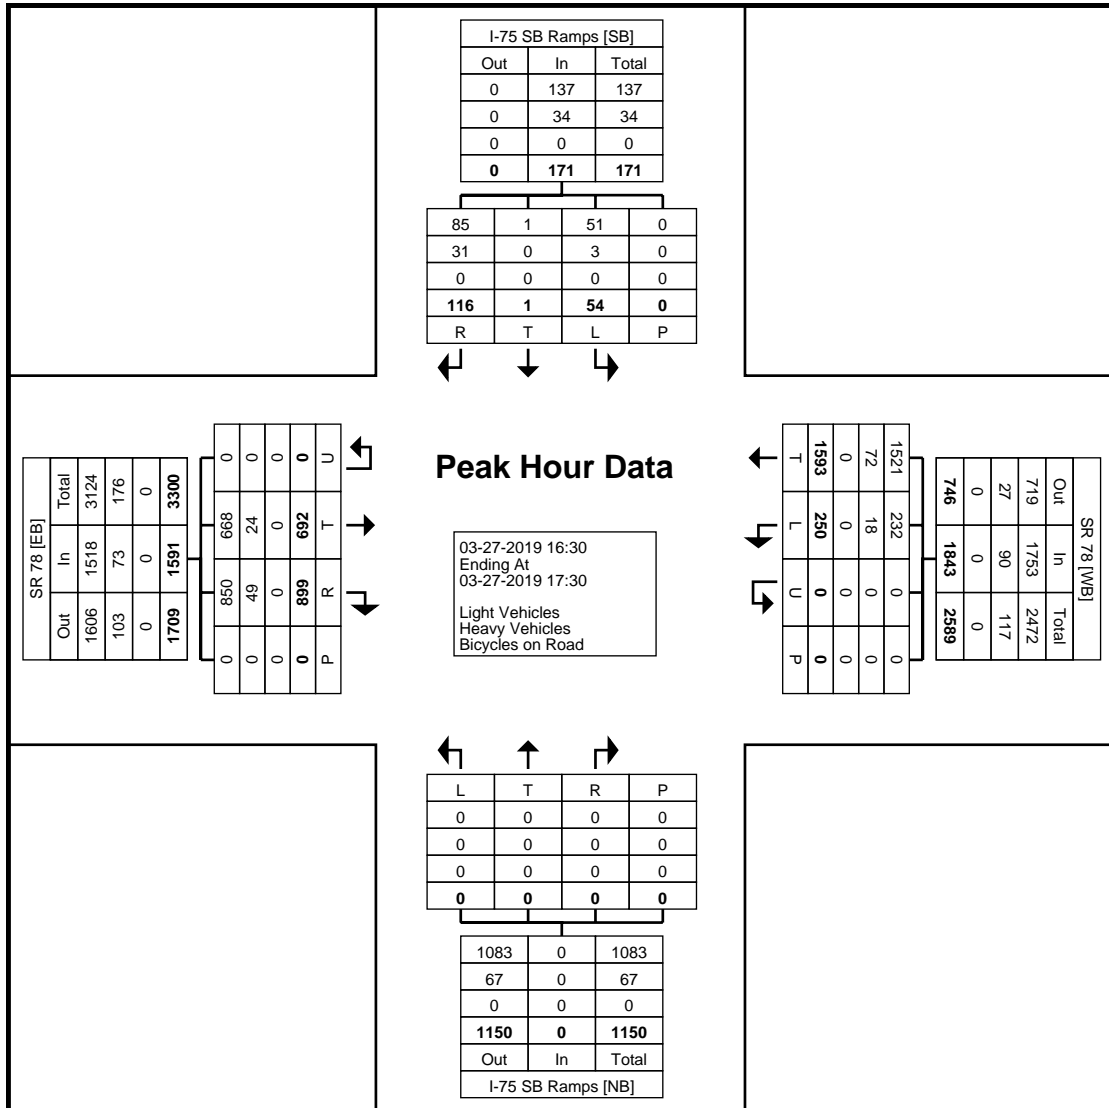 I-75 SB Ramps [SB]
Out In Total
0 137 137
0 34 34
0 0 0
0 171 171
85 1 51 0
31 0 3 0
0 0 0 0
116 1 54 0
R T L P
SR 78 [EB]
Total In Out
3124 1518 1606
176 73 103
0 0
3300 1591 1709
0 668 850 0
0 24 49 0
0 0 0 0
0 692 899 0
U T R P
Peak Hour Data
03-27-2019 16:30
Ending At
03-27-2019 17:30
Light Vehicles
Heavy Vehicles
Bicycles on Road
SR 78 [WB]
Out In Total
719 1753 2472
27 90 117
0 0
746 1843 2589
1521 232 0 0
72 18 0 0
0 0 0 0
1593 250 0 0
T L U P
L T R P
0 0 0 0
0 0 0 0
0 0 0 0
0 0 0 0
1083 0 1083
67 0 67
0 0 0
1150 0 1150
Out In Total
I-75 SB Ramps [NB]